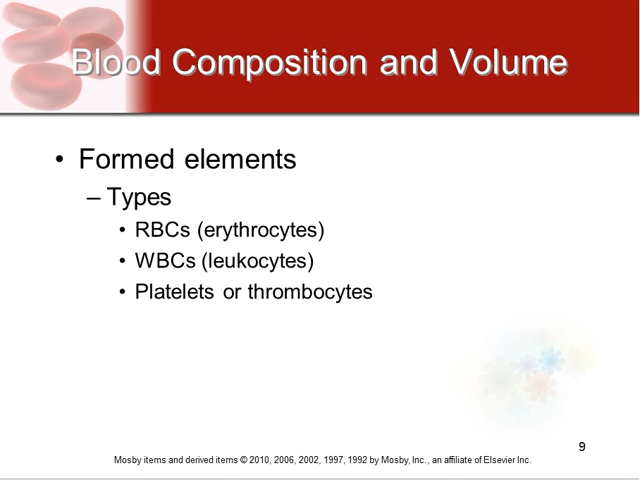 Blood Composition and Volume
• Formed elements
– Types
• RBCs (erythrocytes)
• WBCs (leukocytes)
• Platelets or thrombocytes
9
Mosby items and derived items © 2010, 2006, 2002, 1997, 1992 by Mosby, Inc., an affiliate of Elsevier Inc.